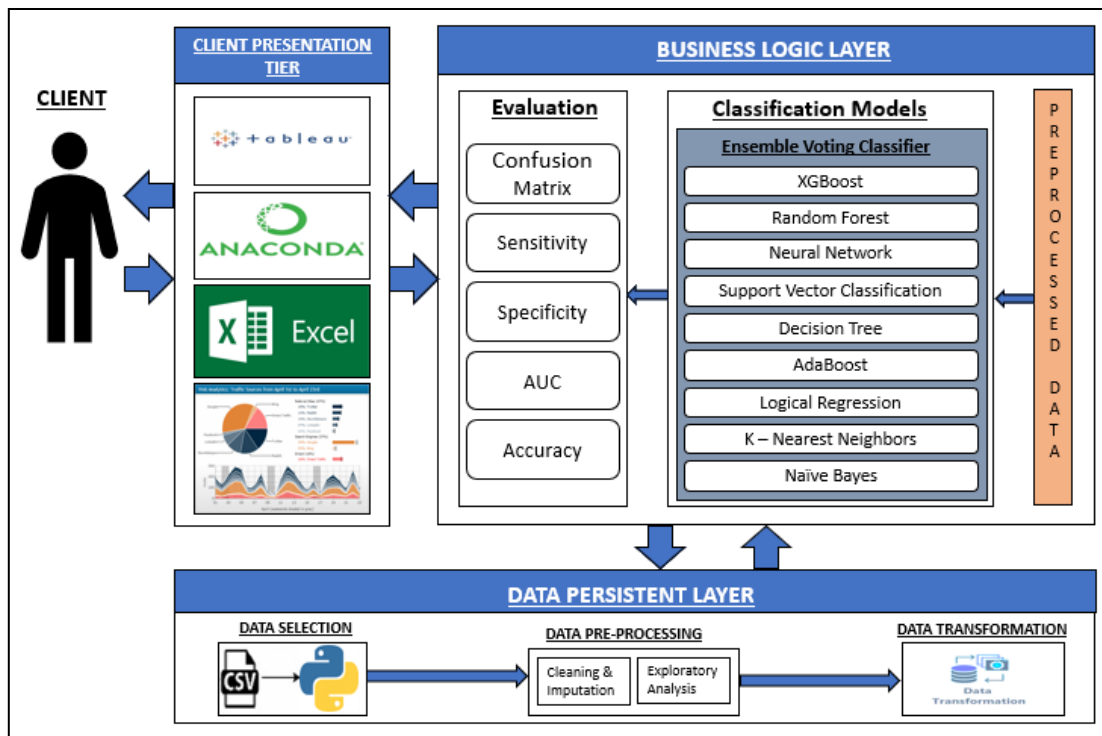 CLIENT
CLIENT PRESENTATION
TIER
+ a b l e a u
ANACONDA
X
Excel
BUSINESS LOGIC LAYER
Evaluation
Confusion
Matrix
Sensitivity
Specificity
AUC
Accuracy
Classification Models
Ensemble Voting Classifier
XGBoost
Random Forest
Neural Network
Support Vector Classification
Decision Tree
AdaBoost
Logical Regression
K – Nearest Neighbors
Naïve Bayes
PREPROCESSED DATA
DATA PERSISTENT LAYER
DATA SELECTION
CSV
DATA PRE-PROCESSING
Cleaning &
Imputation
Exploratory
Analysis
DATA TRANSFORMATION
Data
Transformation